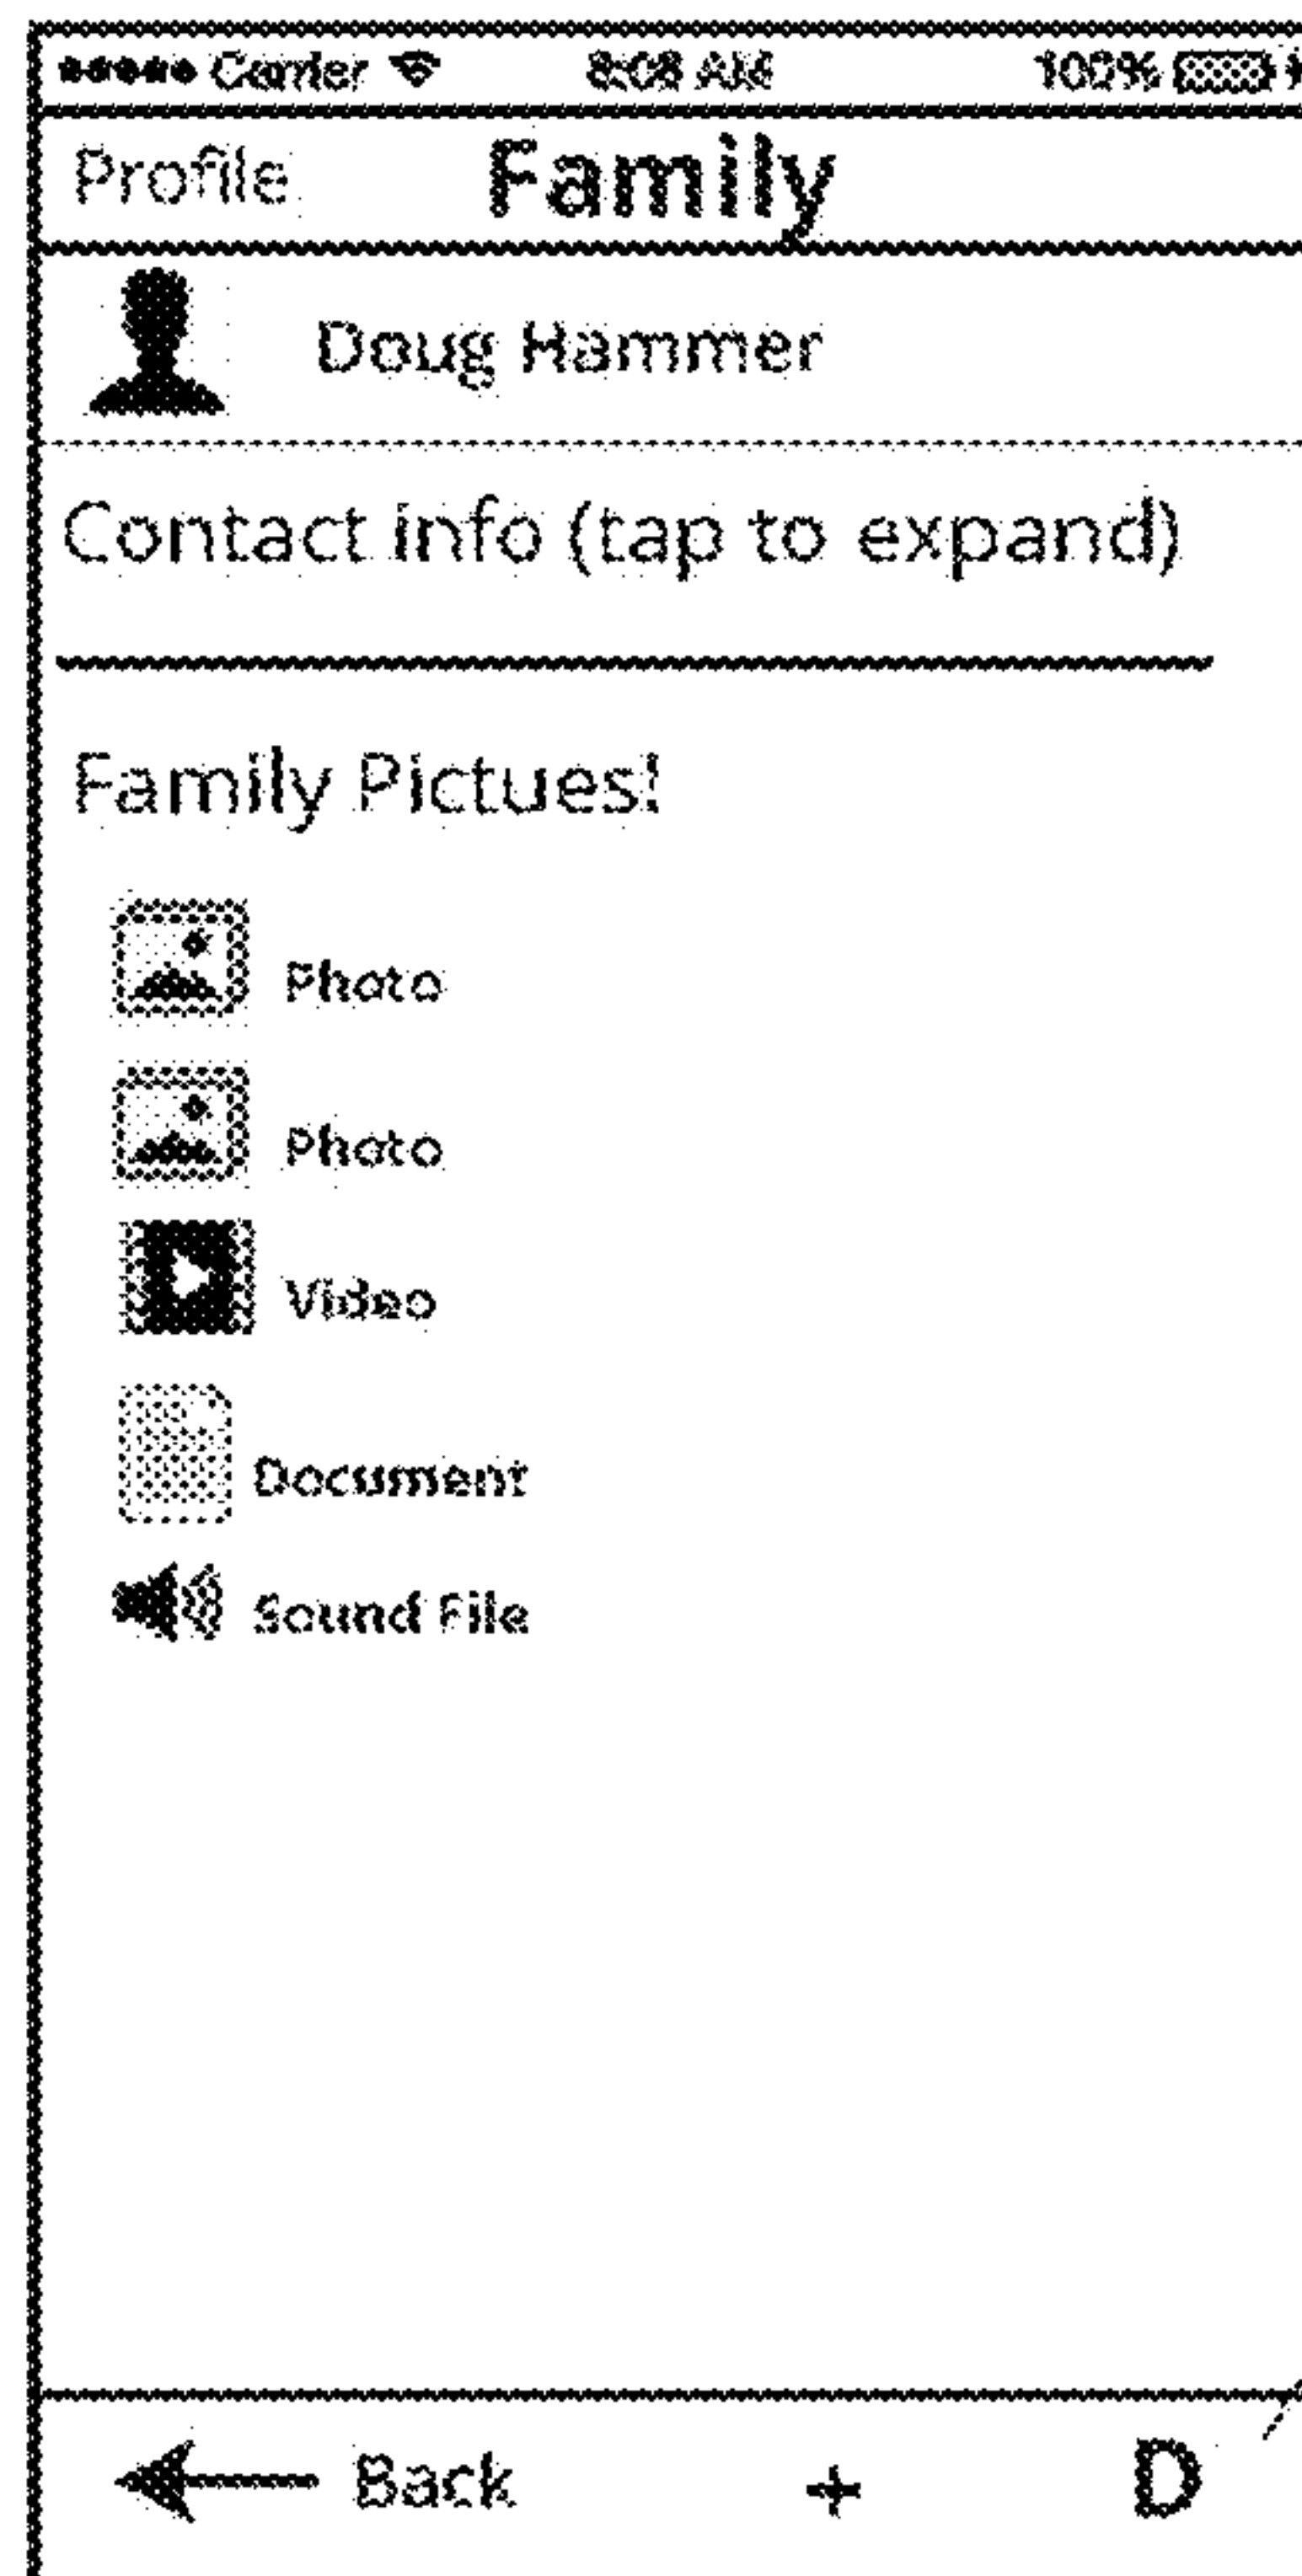 Carrier 8:08 AM 100%
Profile Family
Doug Hammer
Contact info (tap to expand)
Family Pictues!
Photo
Photo
Video
Document
Sound File
Back + D